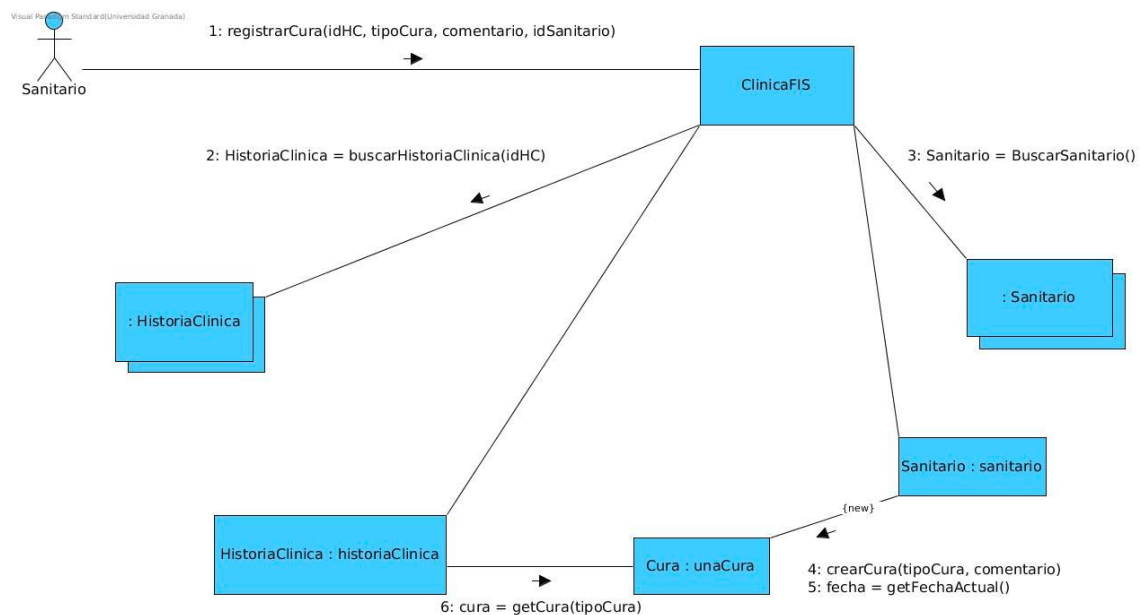 Visual Paradigm Standard(Universidad Granada)
1: registrarCura(idHC, tipoCura, comentario, idSanitario)
Sanitario
ClinicaFIS
2: HistoriaClinica = buscarHistoriaClinica(idHC)
3: Sanitario = BuscarSanitario()
: HistoriaClinica
: Sanitario
Sanitario : sanitario
{new}
HistoriaClinica : historiaClinica
Cura : unaCura
4: crearCura(tipoCura, comentario)
5: fecha = getFechaActual()
6: cura = getCura(tipoCura)